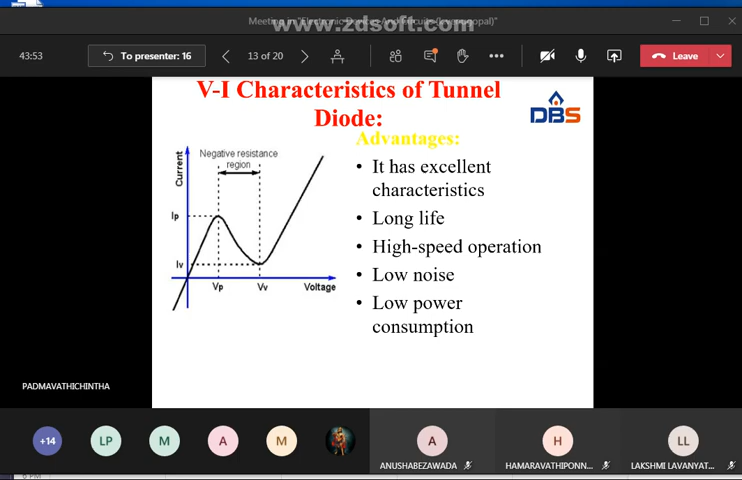 www.zdsoft.com
43:53
To presenter: 16
13 of 20
Leave
V-I Characteristics of Tunnel
Diode:
DBS
Advantages:
Negative resistance
region
Current
Ip
Iv
Vp
Vv
Voltage
• It has excellent
characteristics
• Long life
• High-speed operation
• Low noise
• Low power
consumption
PADMAVATHICHINTHA
+14
LP
M
A
M
A
H
LL
ANUSHABEZAWADA
HAMARAVATHIPONN...
LAKSHMI LAVANYAT...